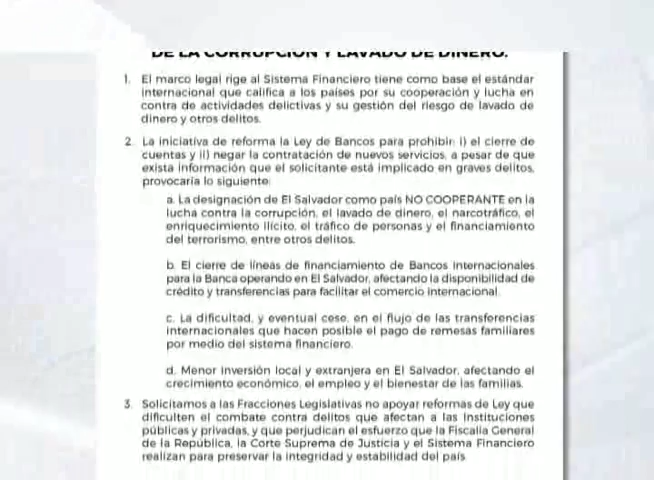 DE LA CORRUPCIÓN Y LAVADO DE DINERO.
1. El marco legal rige al Sistema Financiero tiene como base el estándar
internacional que califica a los países por su cooperación y lucha en
contra de actividades delictivas y su gestión del riesgo de lavado de
dinero y otros delitos.
2. La iniciativa de reforma la Ley de Bancos para prohibir: i) el cierre de
cuentas y ii) negar la contratación de nuevos servicios, a pesar de que
exista información que el solicitante está implicado en graves delitos,
provocaría lo siguiente:
a. La designación de El Salvador como país NO COOPERANTE en la
lucha contra la corrupción, el lavado de dinero, el narcotráfico, el
enriquecimiento ilícito, el tráfico de personas y el financiamiento
del terrorismo, entre otros delitos.
b. El cierre de líneas de financiamiento de Bancos Internacionales
para la Banca operando en El Salvador, afectando la disponibilidad de
crédito y transferencias para facilitar el comercio internacional.
c. La dificultad, y eventual cese, en el flujo de las transferencias
internacionales que hacen posible el pago de remesas familiares
por medio del sistema financiero.
d. Menor inversión local y extranjera en El Salvador, afectando el
crecimiento económico, el empleo y el bienestar de las familias.
3. Solicitamos a las Fracciones Legislativas no apoyar reformas de Ley que
dificulten el combate contra delitos que afectan a las instituciones
públicas y privadas, y que perjudican el esfuerzo que la Fiscalía General
de la República, la Corte Suprema de Justicia y el Sistema Financiero
realizan para preservar la integridad y estabilidad del país